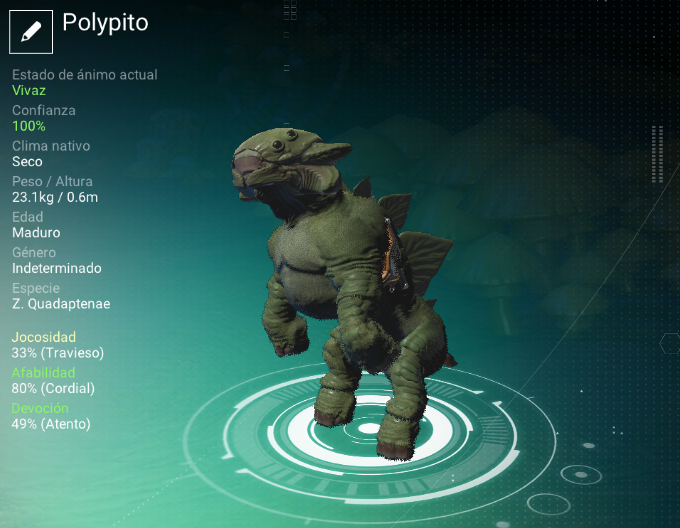 Polypito
Estado de ánimo actual
Vivaz
Confianza
100%
Clima nativo
Seco
Peso / Altura
23.1kg / 0.6m
Edad
Maduro
Género
Indeterminado
Especie
Z. Quadaptenae
Jocosidad
33% (Travieso)
Afabilidad
80% (Cordial)
Devoción
49% (Atento)